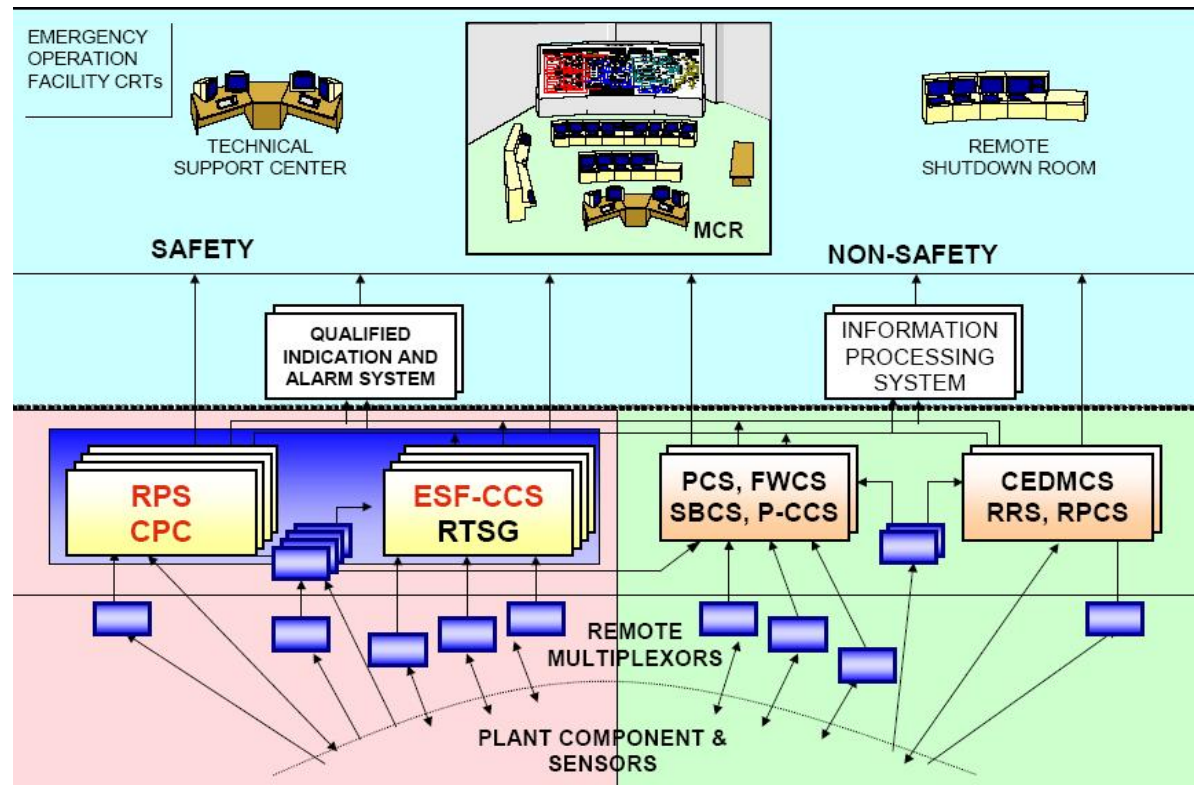 EMERGENCY
OPERATION
FACILITY CRTs
TECHNICAL
SUPPORT CENTER
MCR
REMOTE
SHUTDOWN ROOM
SAFETY
NON-SAFETY
QUALIFIED
INDICATION AND
ALARM SYSTEM
INFORMATION
PROCESSING
SYSTEM
RPS
CPC
ESF-CCS
RTSG
PCS, FWCS
SBCS, P-CCS
CEDMCS
RRS, RPCS
REMOTE
MULTIPLEXORS
PLANT COMPONENT &
SENSORS